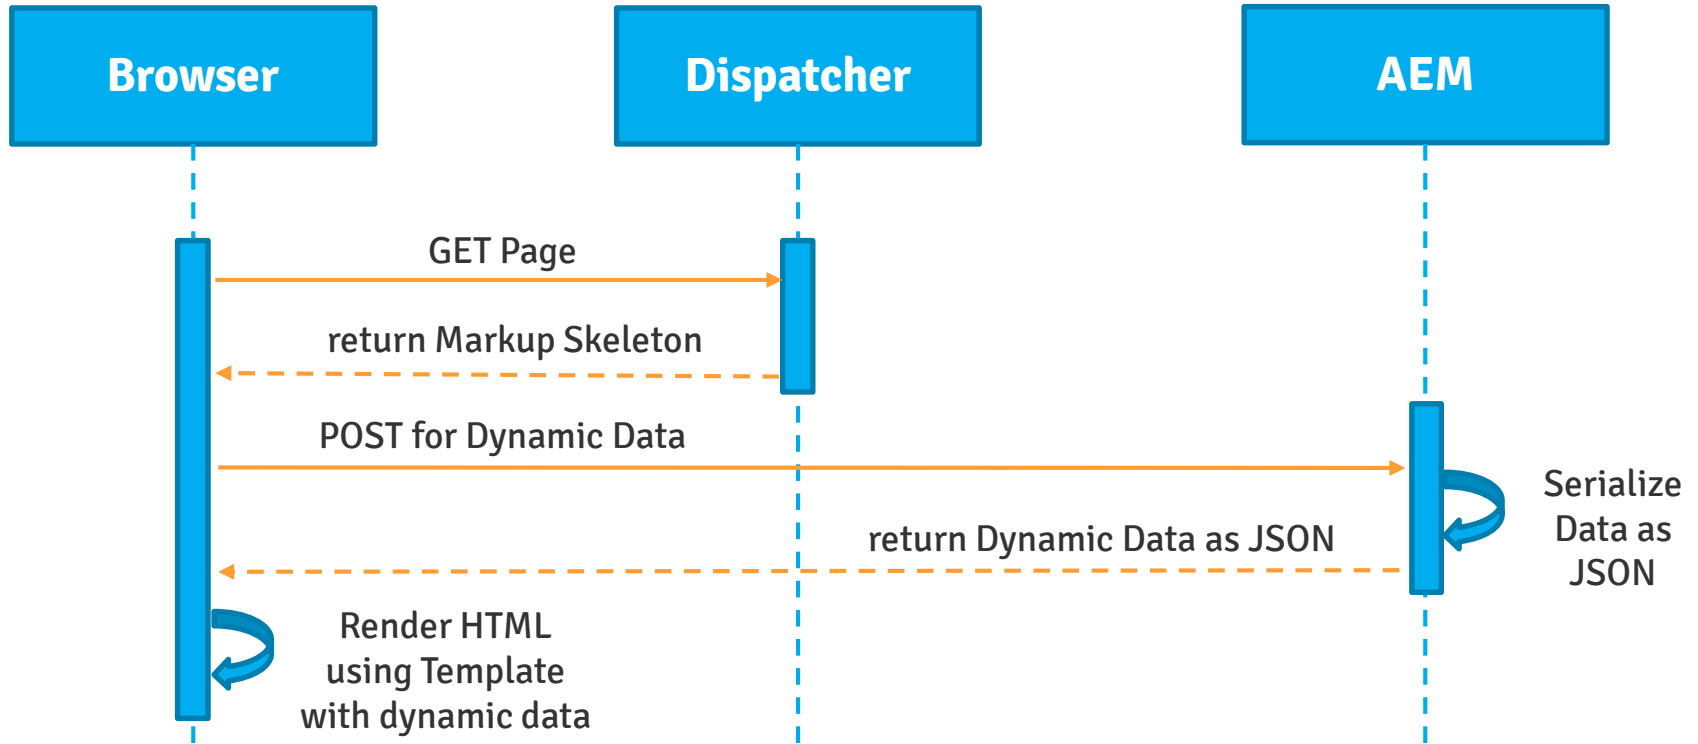 Browser
Dispatcher
AEM
GET Page
return Markup Skeleton
POST for Dynamic Data
Serialize
Data as
JSON
return Dynamic Data as JSON
Render HTML
using Template
with dynamic data